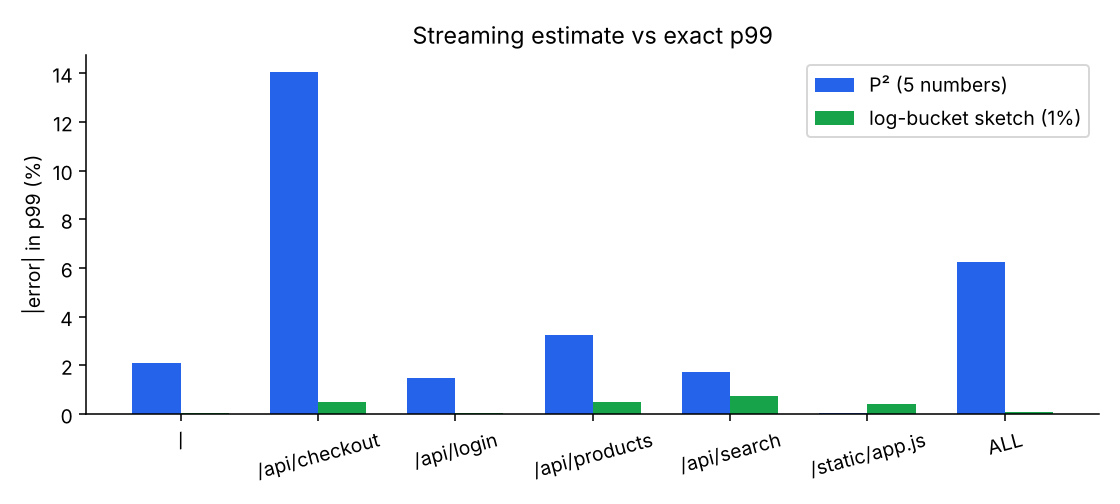 Streaming estimate vs exact p99
P² (5 numbers)
log-bucket sketch (1%)
|error| in p99 (%)
14
12
10
8
6
4
2
0
/
/api/checkout
/api/login
/api/products
/api/search
/static/app.js
ALL